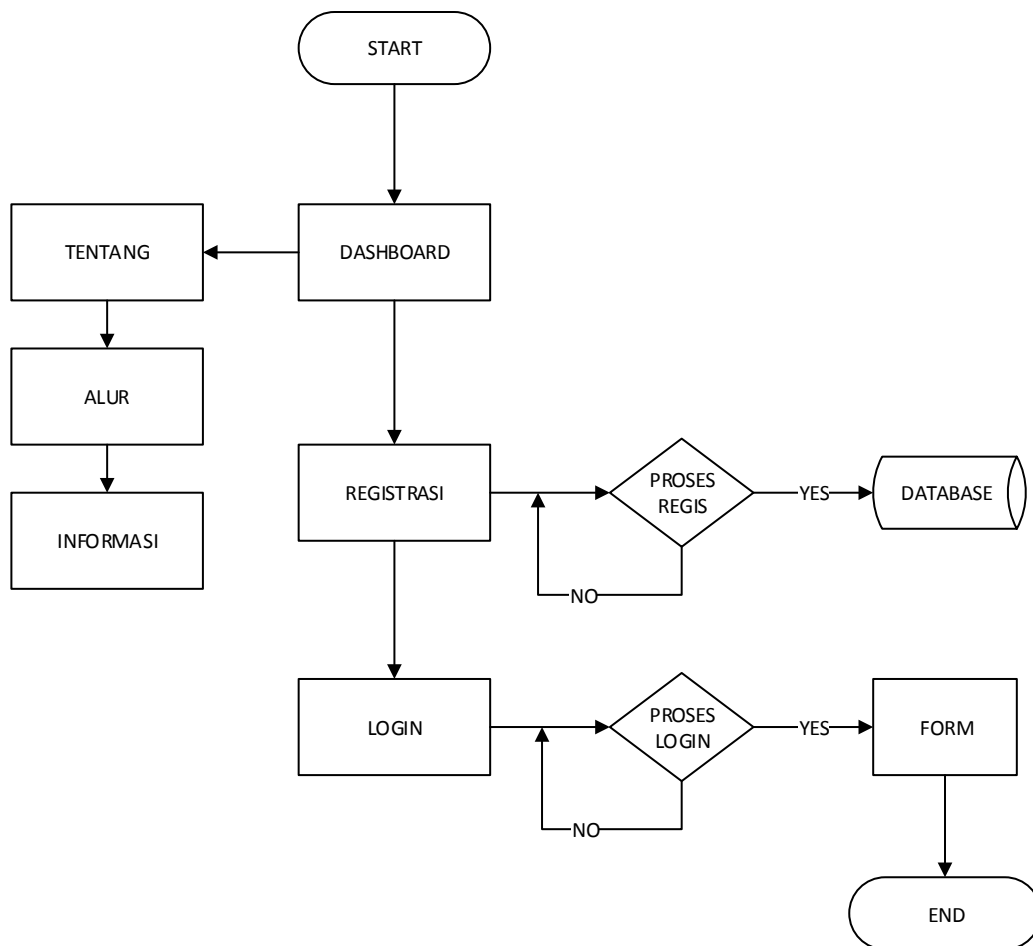 START
TENTANG
DASHBOARD
ALUR
REGISTRASI
PROSES
REGIS
YES
DATABASE
INFORMASI
NO
LOGIN
PROSES
LOGIN
YES
FORM
NO
END